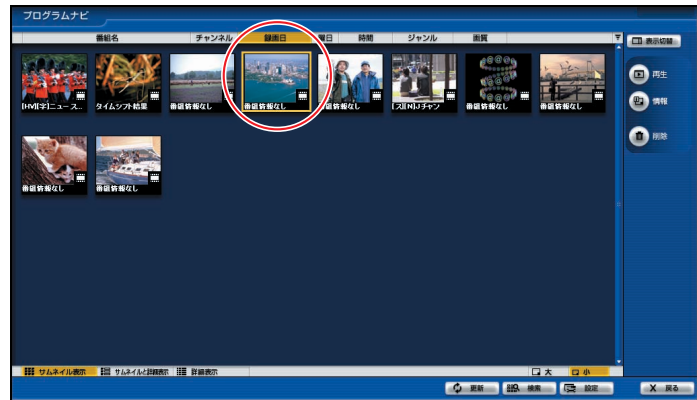 プログラムナビ
番組名 チャンネル 録画日 曜日 時間 ジャンル 画質
表示切替
再生
情報
削除
[HV][字]ニュース… タイムシフト結果 番組情報なし 番組情報なし 番組情報なし [スI[N]Jチャン 番組情報なし 番組情報なし
番組情報なし 番組情報なし
サムネイル表示 サムネイルと詳細表示 詳細表示 大 小
更新 検索 設定 X 戻る